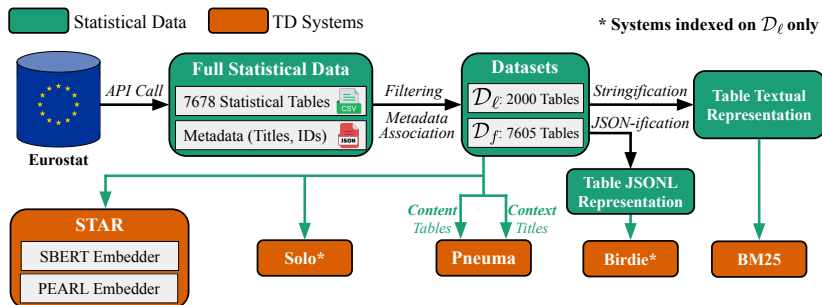 Statistical Data
TD Systems
* Systems indexed on 𝒟ℓ only
Eurostat
API Call
Full Statistical Data
7678 Statistical Tables
CSV
Metadata (Titles, IDs)
JSON
Filtering
Metadata
Association
Datasets
𝒟ℓ: 2000 Tables
𝒟f: 7605 Tables
Stringification
JSON-ification
Table Textual
Representation
Table JSONL
Representation
Content
Tables
Context
Titles
STAR
SBERT Embedder
PEARL Embedder
Solo*
Pneuma
Birdie*
BM25